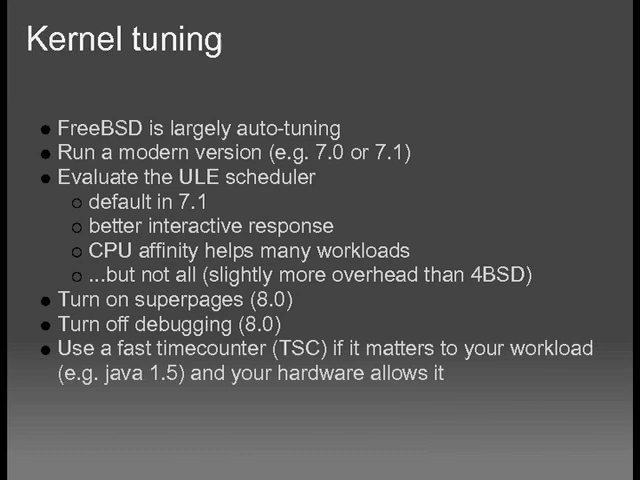 Kernel tuning
FreeBSD is largely auto-tuning
Run a modern version (e.g. 7.0 or 7.1)
Evaluate the ULE scheduler
default in 7.1
better interactive response
CPU affinity helps many workloads
...but not all (slightly more overhead than 4BSD)
Turn on superpages (8.0)
Turn off debugging (8.0)
Use a fast timecounter (TSC) if it matters to your workload
(e.g. java 1.5) and your hardware allows it